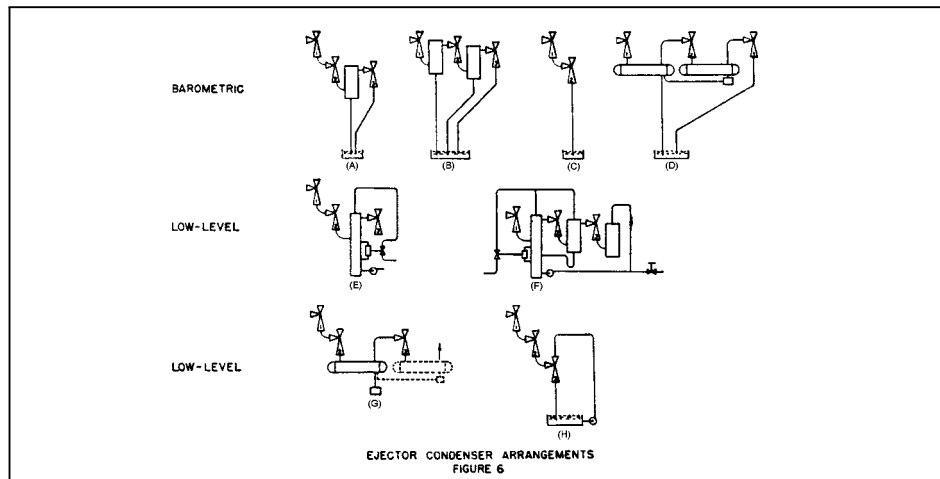 BAROMETRIC
(A)
(B)
(C)
(D)
LOW-LEVEL
(E)
(F)
LOW-LEVEL
(G)
(H)
EJECTOR CONDENSER ARRANGEMENTS
FIGURE 6